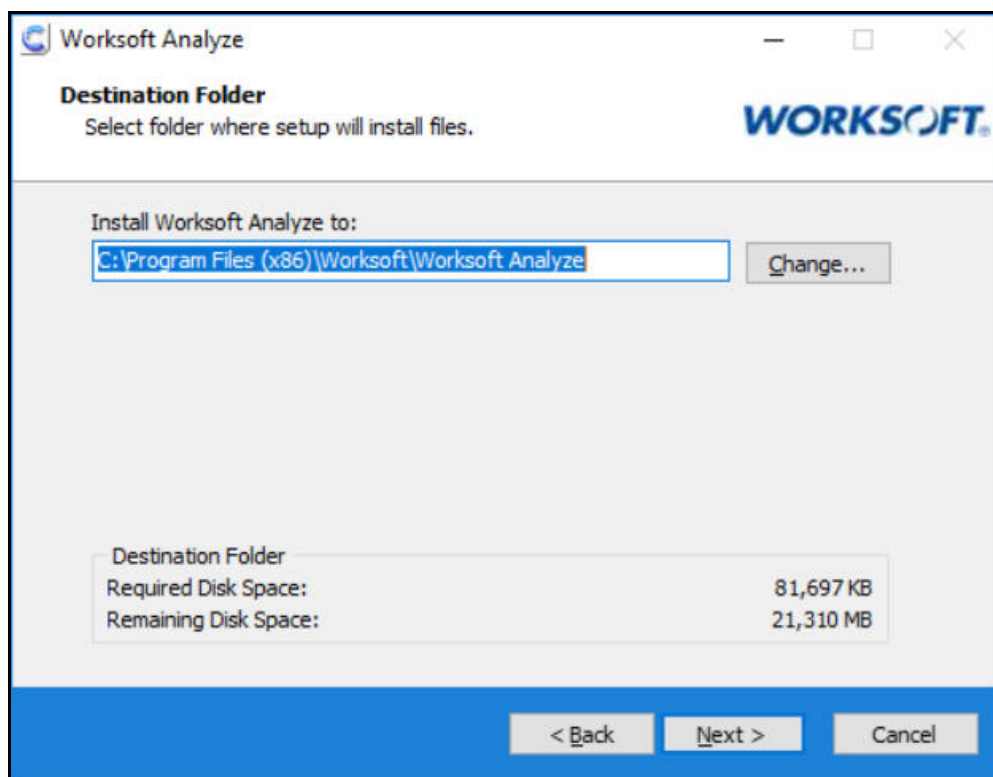 Worksoft Analyze
Destination Folder
Select folder where setup will install files.
WORKSOFT®
Install Worksoft Analyze to:
C:\Program Files (x86)\Worksoft\Worksoft Analyze
Change...
Destination Folder
Required Disk Space: 81,697 KB
Remaining Disk Space: 21,310 MB
< Back Next > Cancel